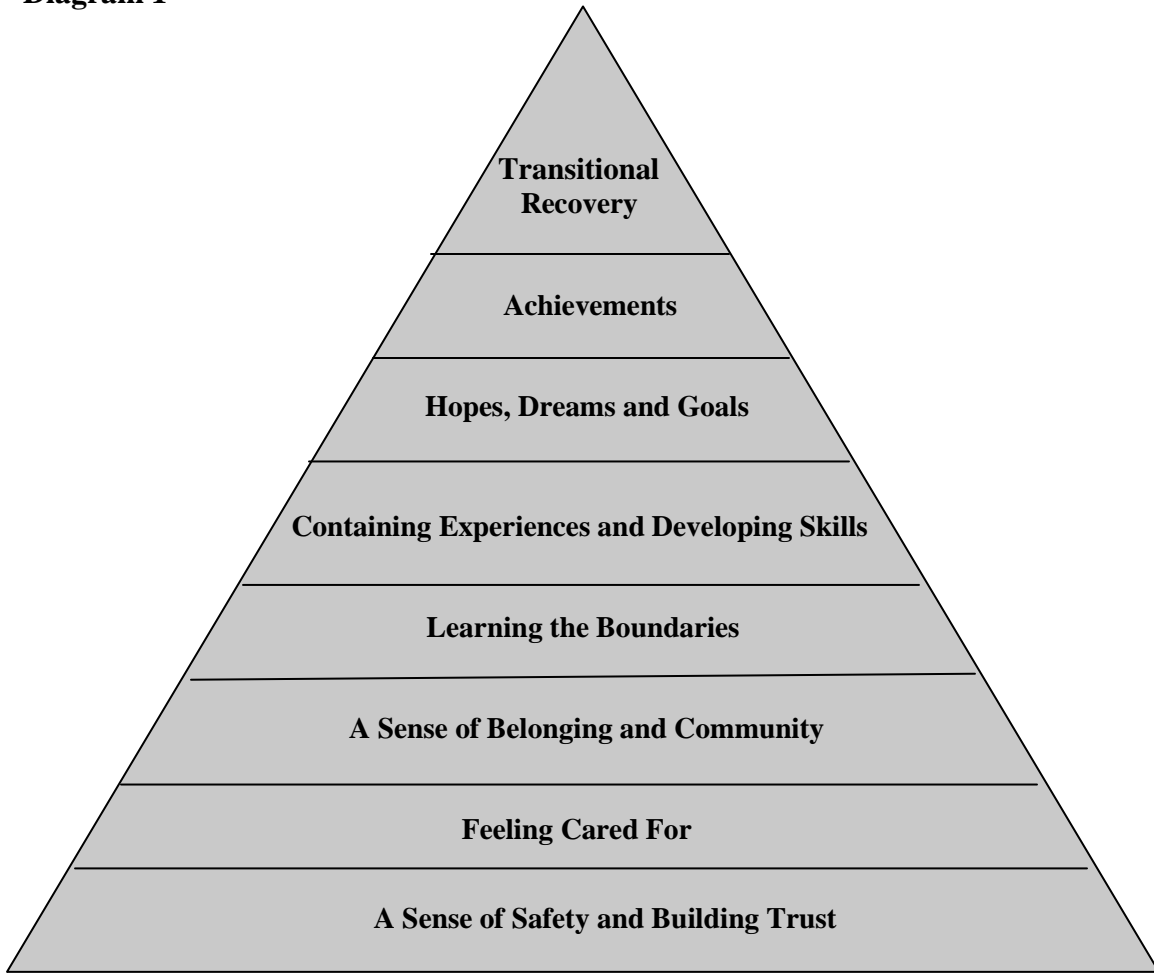 Diagram 1
Transitional
Recovery
Achievements
Hopes, Dreams and Goals
Containing Experiences and Developing Skills
Learning the Boundaries
A Sense of Belonging and Community
Feeling Cared For
A Sense of Safety and Building Trust